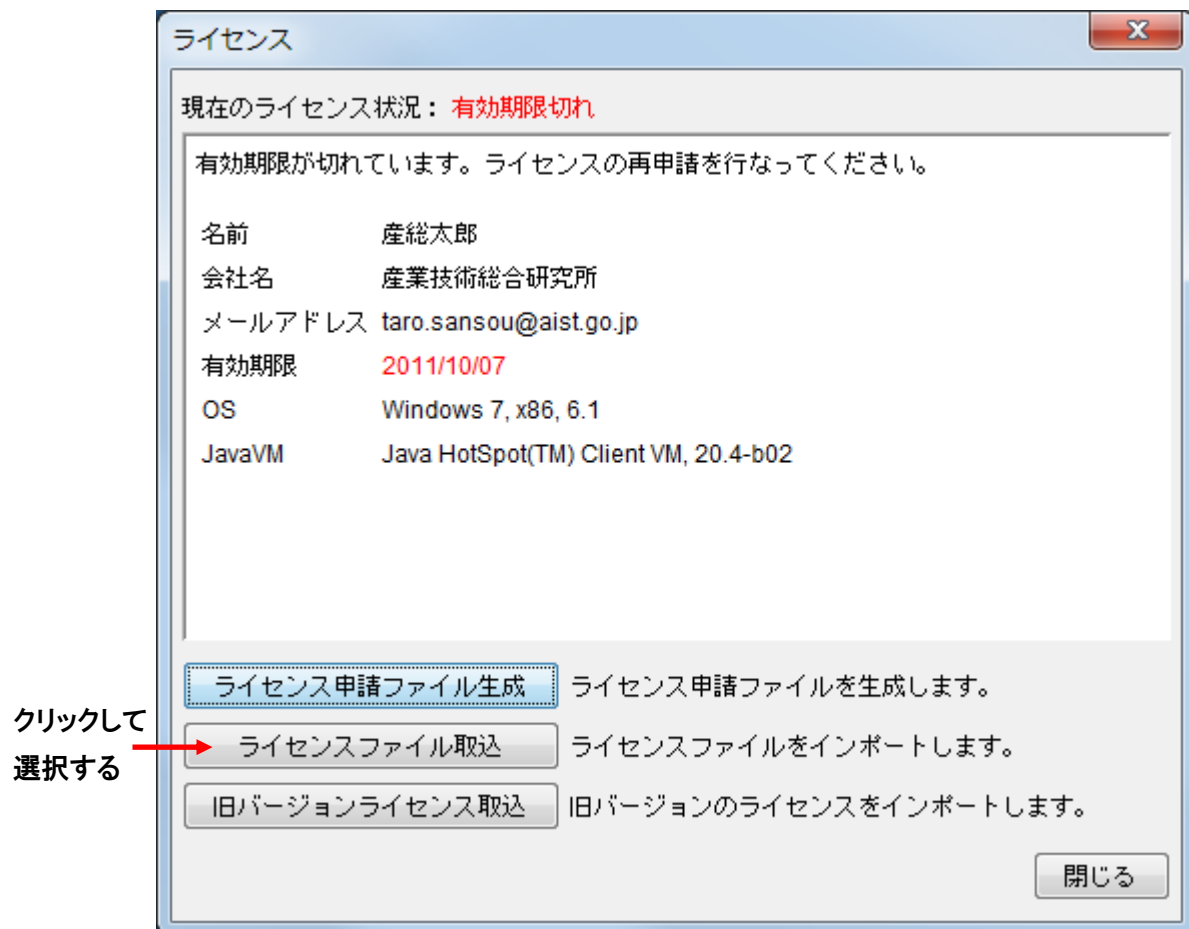 ライセンス
現在のライセンス状況： 有効期限切れ
有効期限が切れています。ライセンスの再申請を行なってください。
名前 産総太郎
会社名 産業技術総合研究所
メールアドレス taro.sansou@aist.go.jp
有効期限 2011/10/07
OS Windows 7, x86, 6.1
JavaVM Java HotSpot(TM) Client VM, 20.4-b02
ライセンス申請ファイル生成 ライセンス申請ファイルを生成します。
クリックして
選択する
ライセンスファイル取込 ライセンスファイルをインポートします。
旧バージョンライセンス取込 旧バージョンのライセンスをインポートします。
閉じる